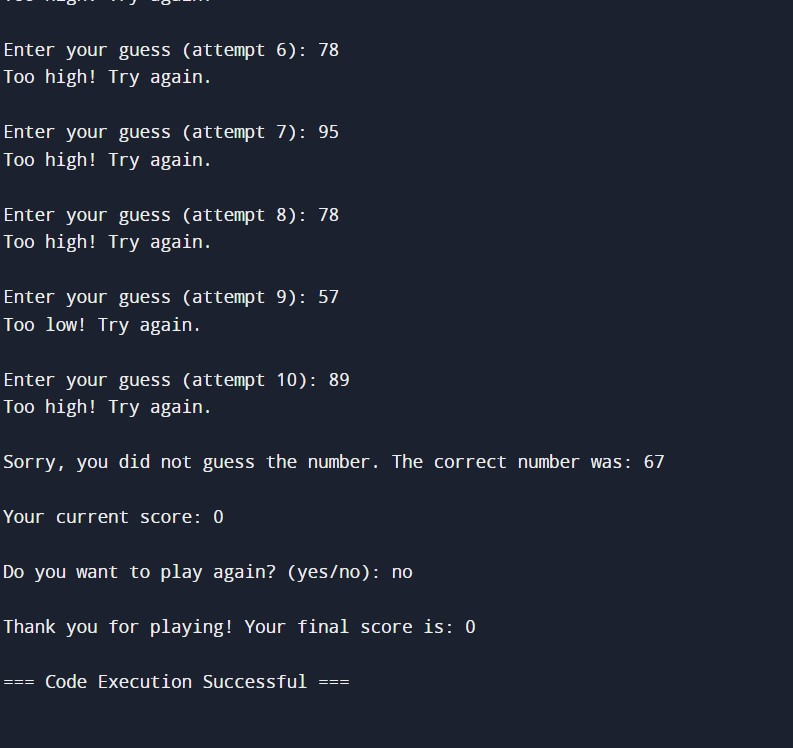 Enter your guess (attempt 6): 78
Too high! Try again.
Enter your guess (attempt 7): 95
Too high! Try again.
Enter your guess (attempt 8): 78
Too high! Try again.
Enter your guess (attempt 9): 57
Too low! Try again.
Enter your guess (attempt 10): 89
Too high! Try again.
Sorry, you did not guess the number. The correct number was: 67
Your current score: 0
Do you want to play again? (yes/no): no
Thank you for playing! Your final score is: 0
=== Code Execution Successful ===